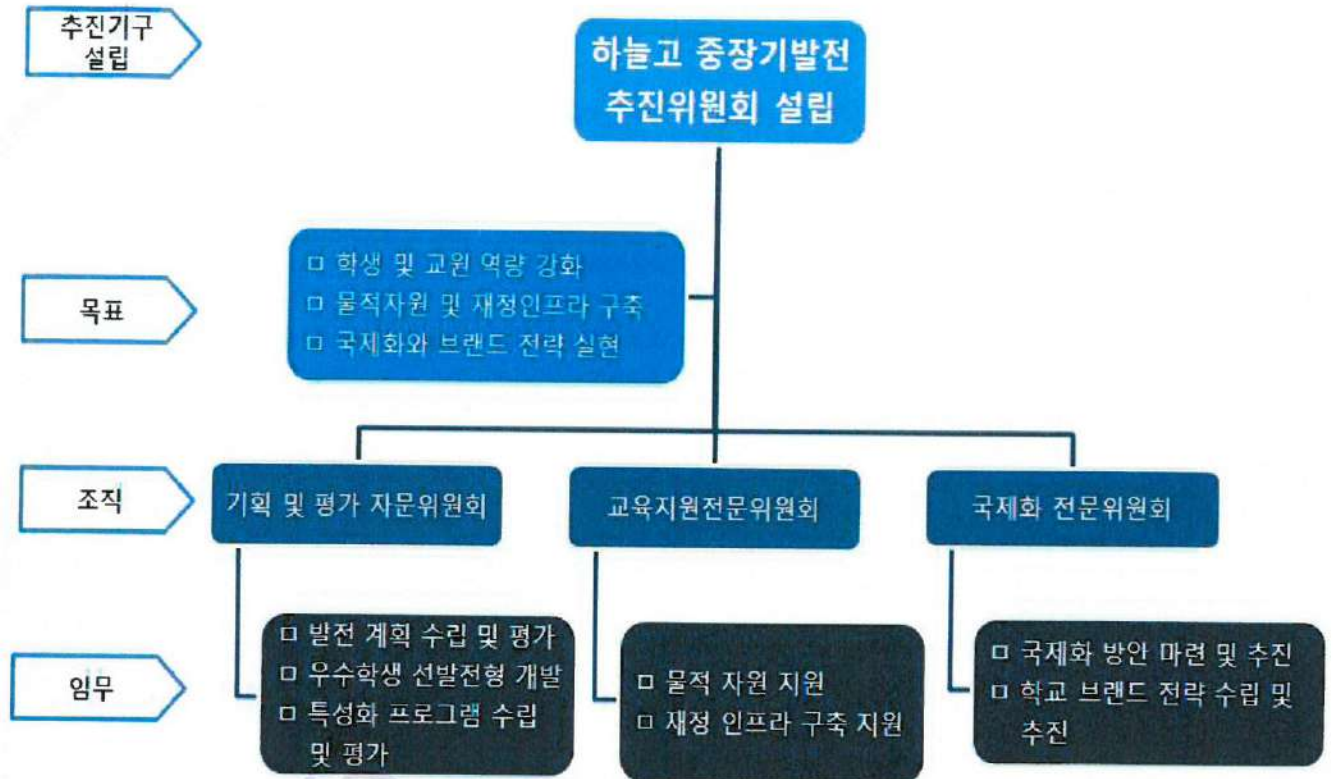 추진기구
설립
하늘고 중장기발전
추진위원회 설립
목표
□ 학생 및 교원 역량 강화
□ 물적자원 및 재정인프라 구축
□ 국제화와 브랜드 전략 실현
조직
기획 및 평가 자문위원회
교육지원전문위원회
국제화 전문위원회
임무
□ 발전 계획 수립 및 평가
□ 우수학생 선발전형 개발
□ 특성화 프로그램 수립
및 평가
□ 물적 자원 지원
□ 재정 인프라 구축 지원
□ 국제화 방안 마련 및 추진
□ 학교 브랜드 전략 수립 및
추진